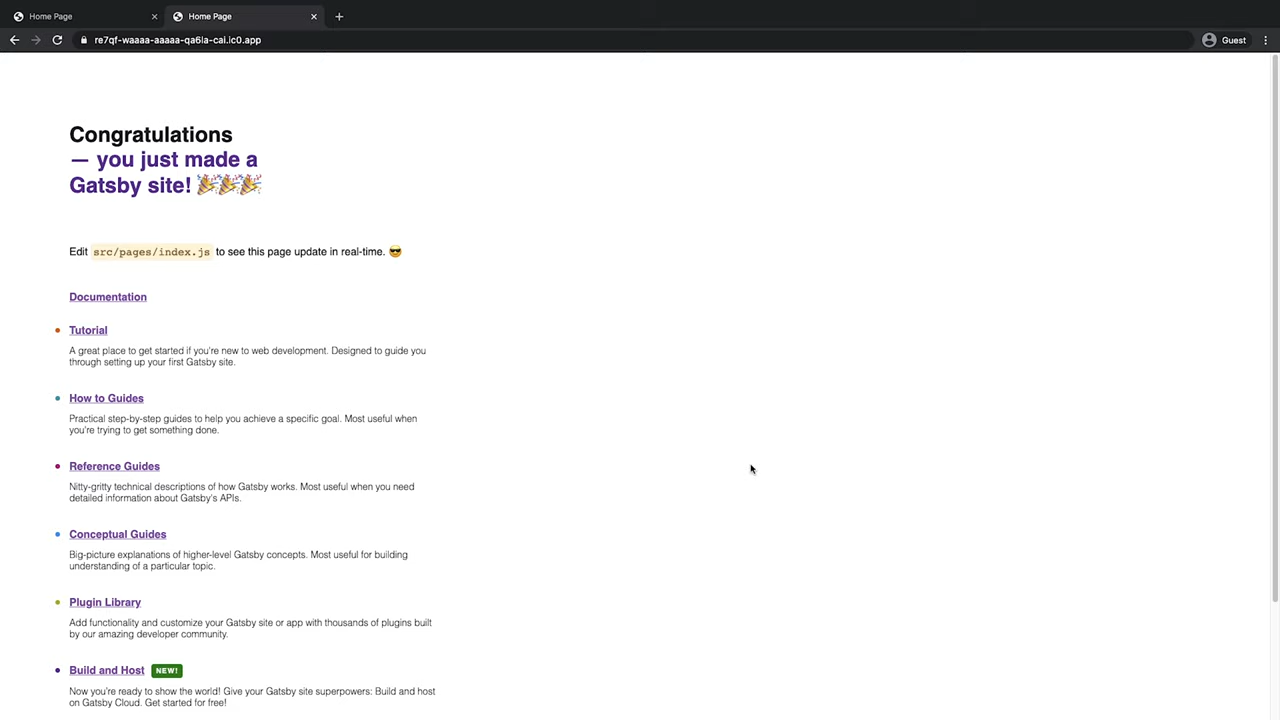 Home Page
Home Page
re7qf-waaaa-aaaaa-qa6la-cai.ic0.app
Guest
Congratulations
— you just made a
Gatsby site! 🎉🎉🎉
Edit src/pages/index.js to see this page update in real-time. 😎
Documentation
Tutorial
A great place to get started if you're new to web development. Designed to guide you
through setting up your first Gatsby site.
How to Guides
Practical step-by-step guides to help you achieve a specific goal. Most useful when
you're trying to get something done.
Reference Guides
Nitty-gritty technical descriptions of how Gatsby works. Most useful when you need
detailed information about Gatsby's APIs.
Conceptual Guides
Big-picture explanations of higher-level Gatsby concepts. Most useful for building
understanding of a particular topic.
Plugin Library
Add functionality and customize your Gatsby site or app with thousands of plugins built
by our amazing developer community.
Build and Host NEW!
Now you're ready to show the world! Give your Gatsby site superpowers: Build and host
on Gatsby Cloud. Get started for free!